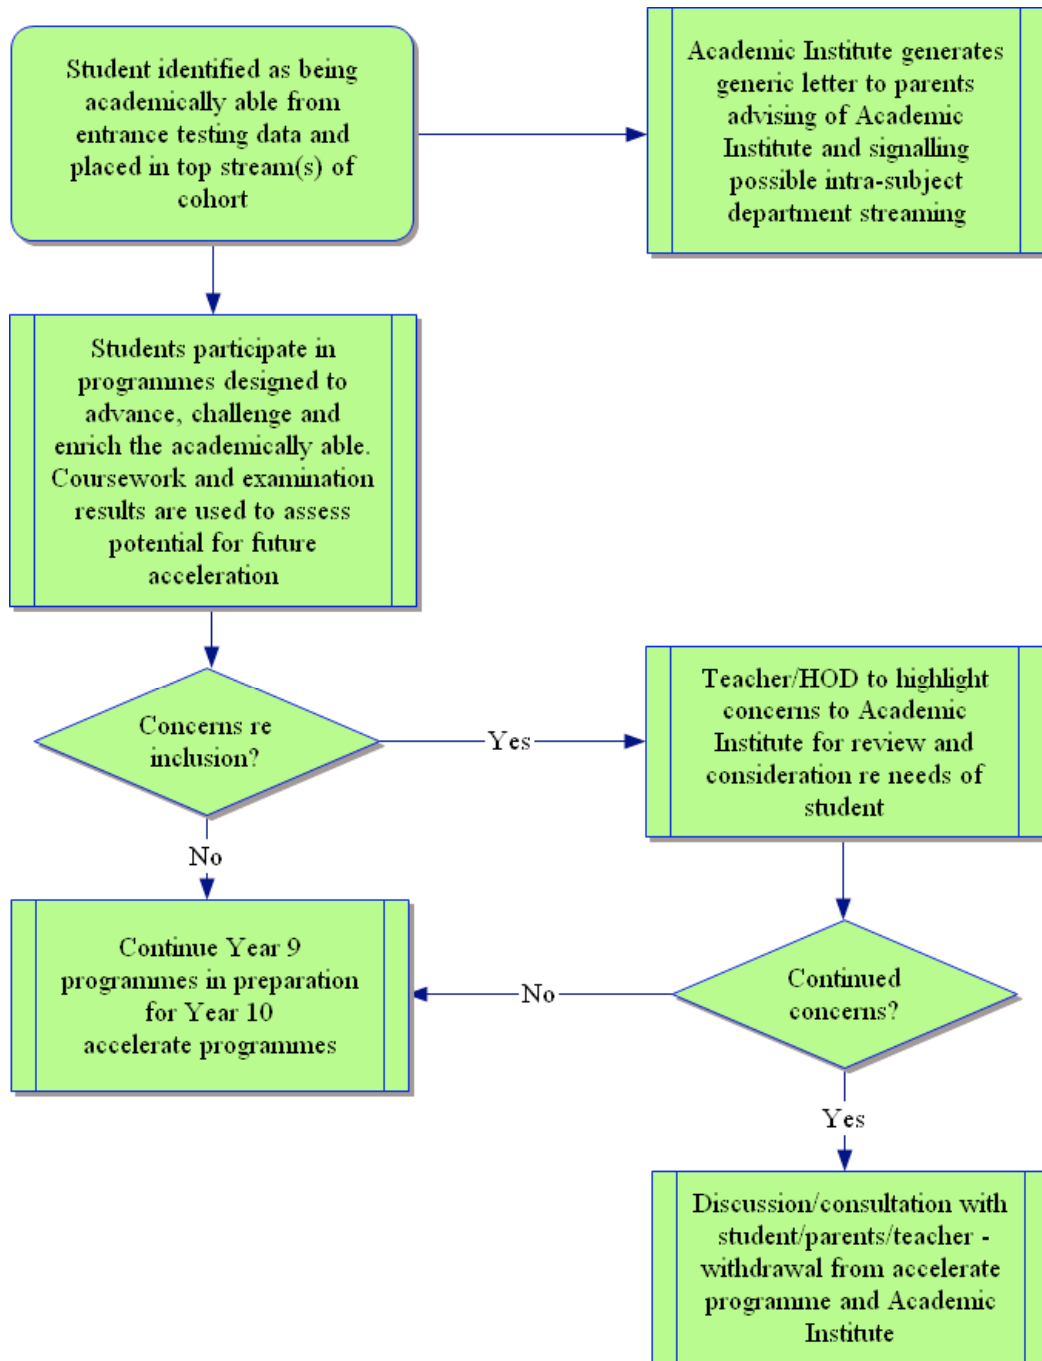 Student identified as being
academically able from
entrance testing data and
placed in top stream(s) of
cohort
Academic Institute generates
generic letter to parents
advising of Academic
Institute and signalling
possible intra-subject
department streaming
Students participate in
programmes designed to
advance, challenge and
enrich the academically able.
Coursework and examination
results are used to assess
potential for future
acceleration
Concerns re
inclusion?
Yes
Teacher/HOD to highlight
concerns to Academic
Institute for review and
consideration re needs of
student
No
Continue Year 9
programmes in preparation
for Year 10
accelerate programmes
No
Continued
concerns?
Yes
Discussion/consultation with
student/parents/teacher -
withdrawal from accelerate
programme and Academic
Institute